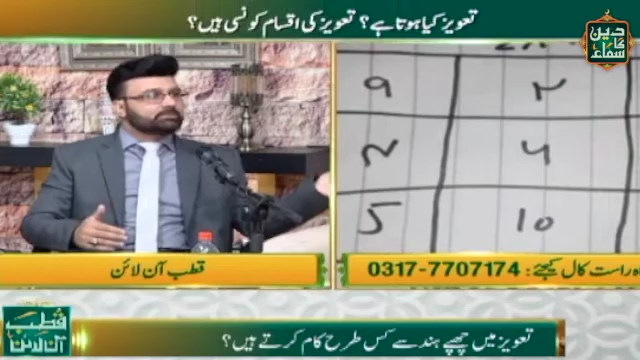 تعویز کیا ہوتا ہے؟ تعویز کی اقسام کونسی ہیں؟
دین کا سماء
9
2
4
5
10
قطب آن لائن
ہ راست کال کیجئے: 0317-7707174
قطب آن لائن
تعویز میں چھپے ہندسے کس طرح کام کرتے ہیں؟